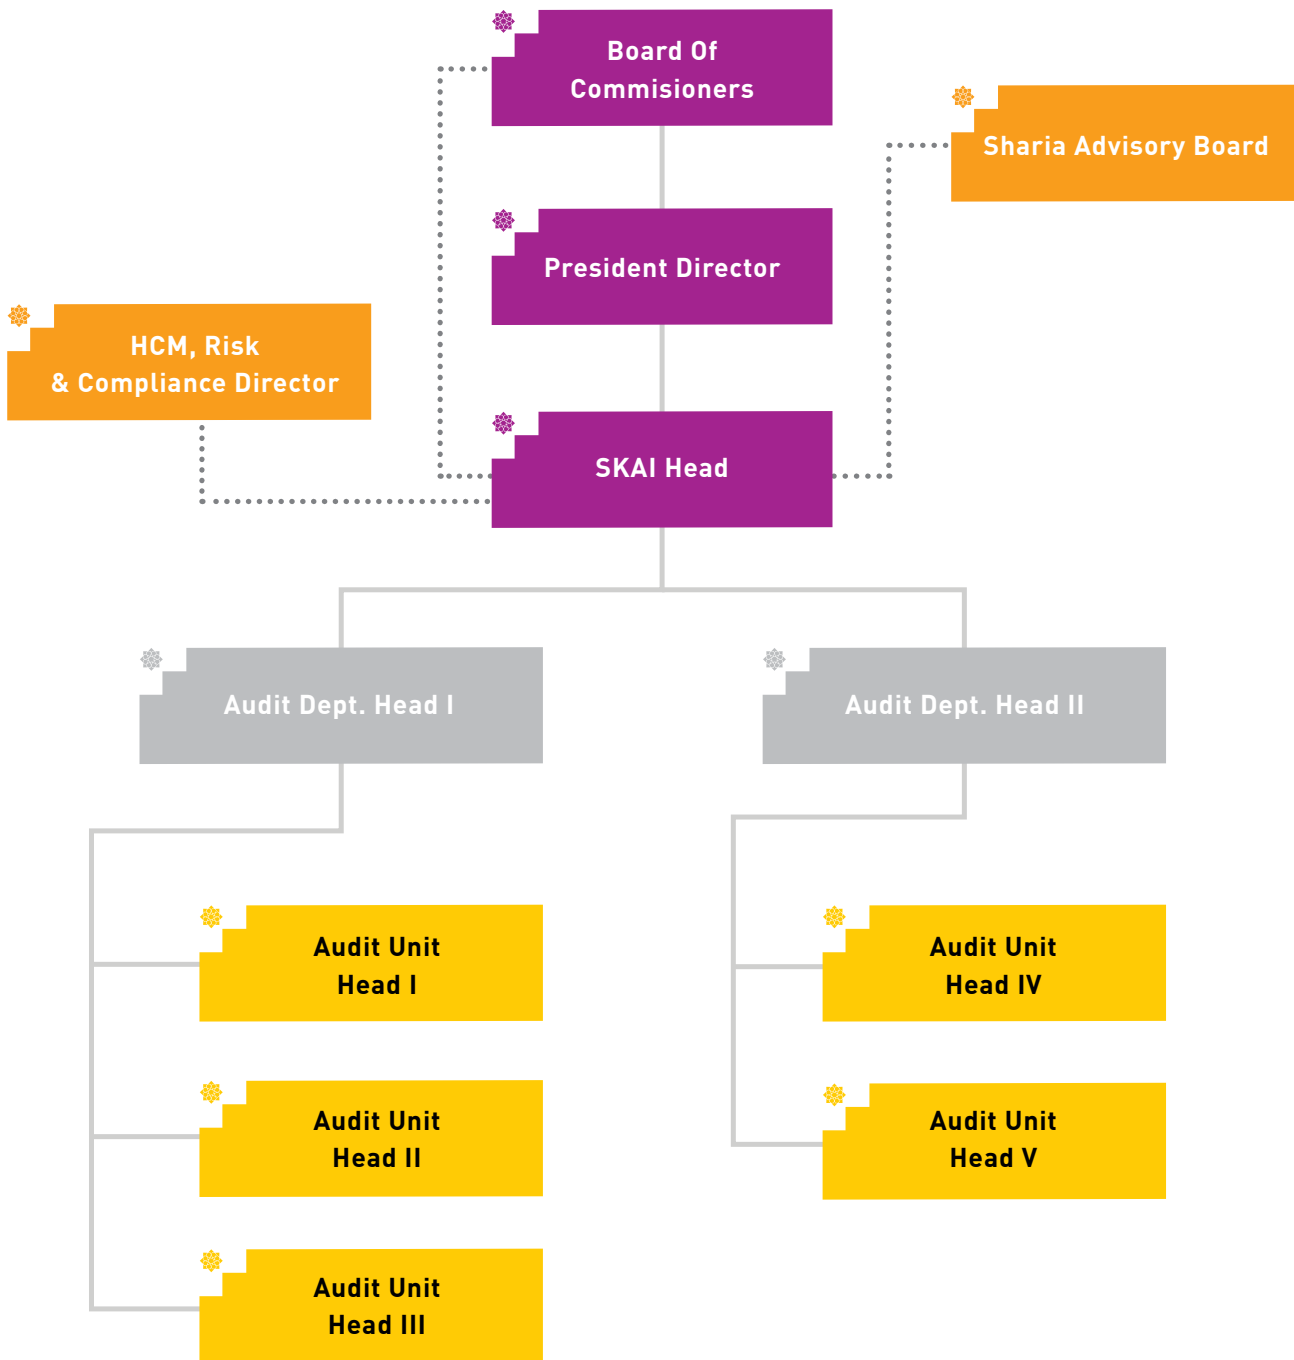 Board Of
Commisioners
Sharia Advisory Board
President Director
HCM, Risk
& Compliance Director
SKAI Head
Audit Dept. Head I
Audit Dept. Head II
Audit Unit
Head I
Audit Unit
Head IV
Audit Unit
Head II
Audit Unit
Head V
Audit Unit
Head III